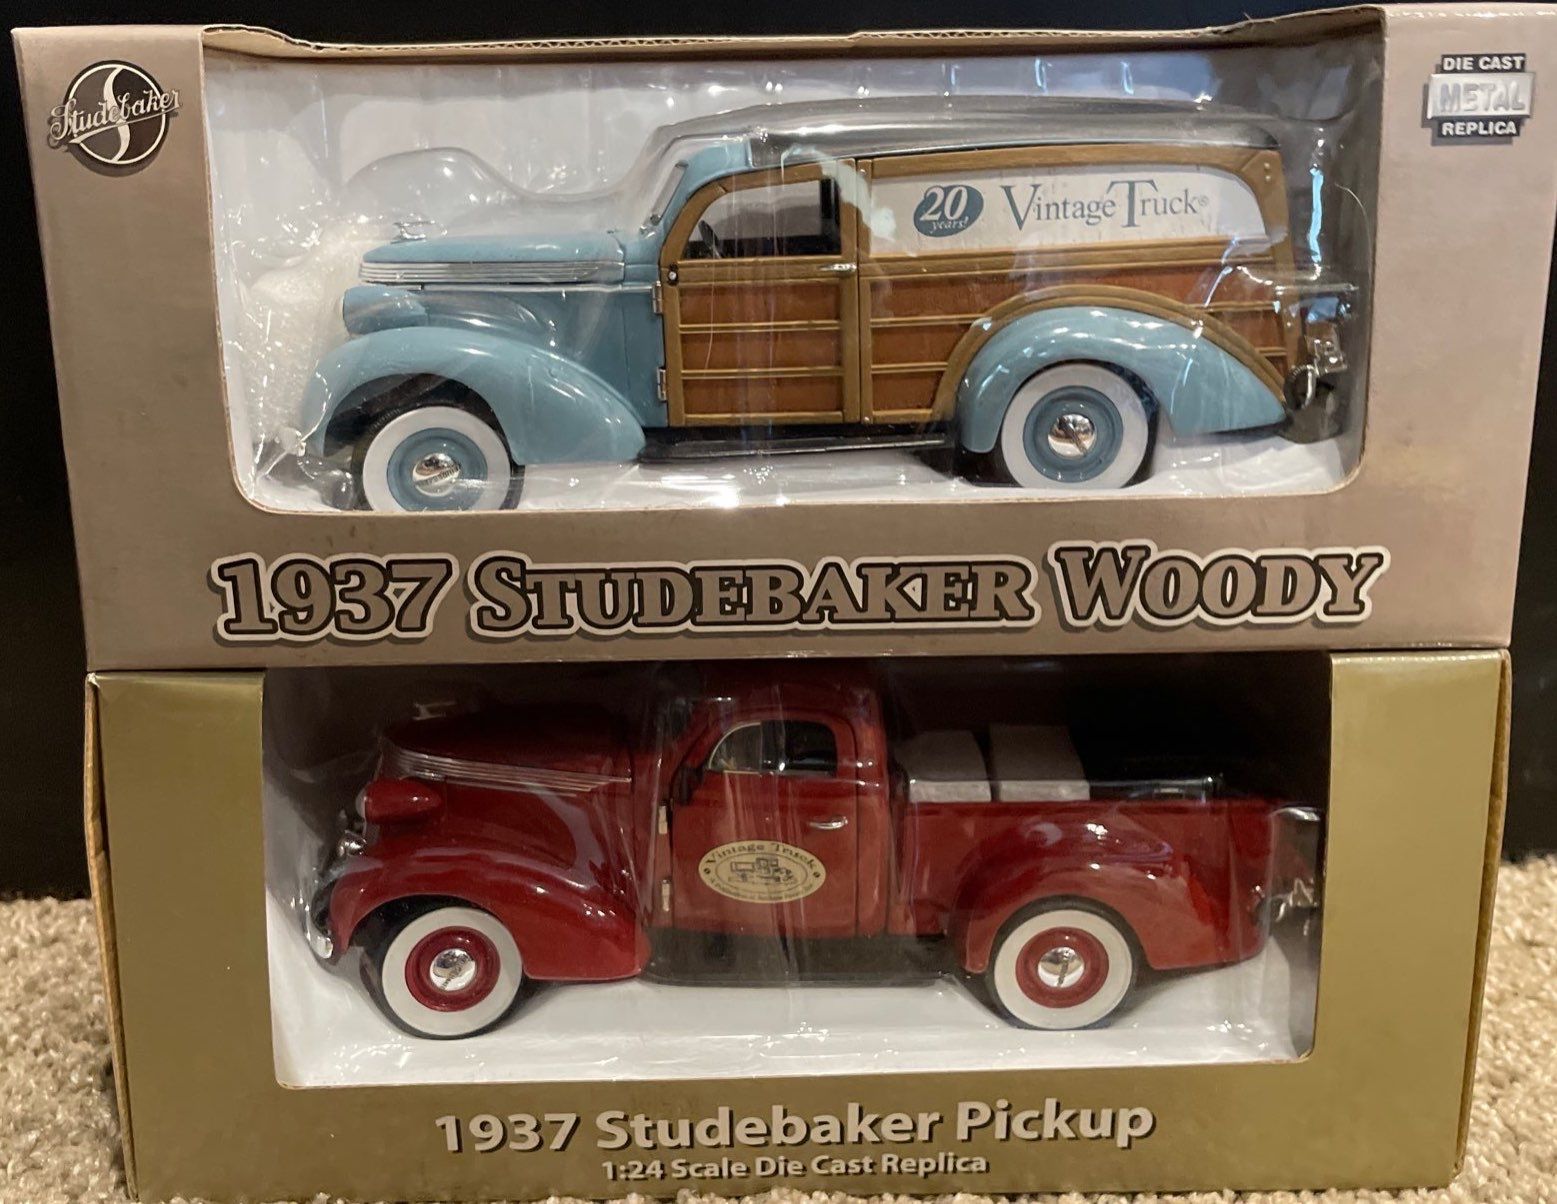 Studebaker
S
DIE CAST
METAL
REPLICA
20
years!
Vintage Truck®
1937 STUDEBAKER WOODY
Vintage Truck
1937 Studebaker Pickup
1:24 Scale Die Cast Replica